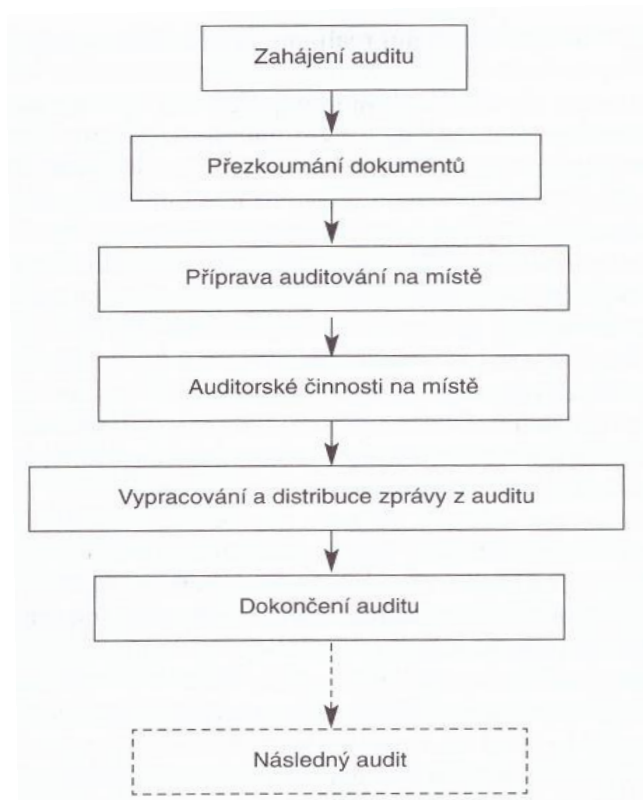 Zahájení auditu
Přezkoumání dokumentů
Příprava auditování na místě
Auditorské činnosti na místě
Vypracování a distribuce zprávy z auditu
Dokončení auditu
Následný audit